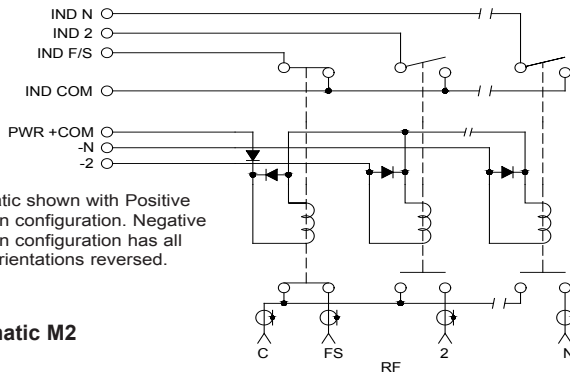 IND N
IND 2
IND F/S
IND COM
PWR +COM
-N
-2
atic shown with Positive
n configuration. Negative
n configuration has all
rientations reversed.
natic M2
C FS 2 N
RF